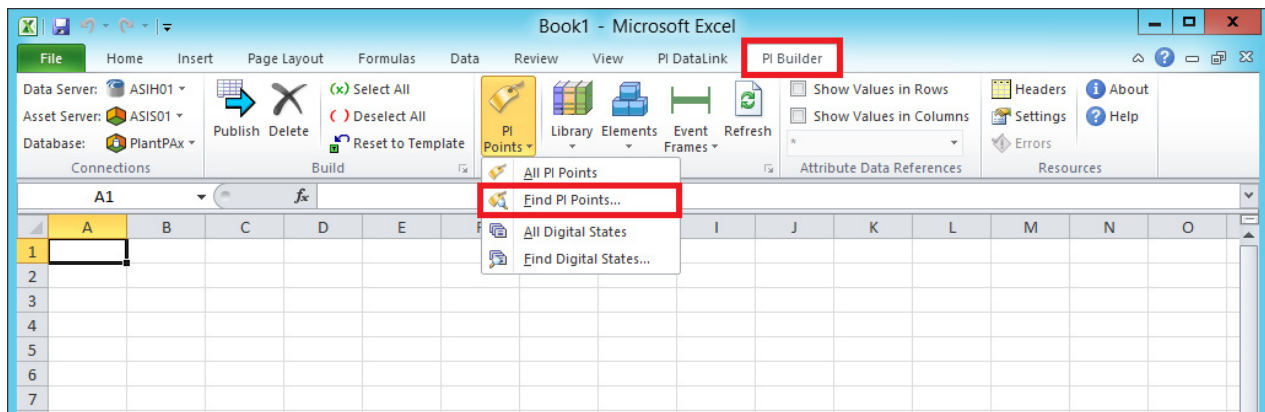 Book1 - Microsoft Excel
File Home Insert Page Layout Formulas Data Review View PI DataLink PI Builder
Data Server: ASIH01
Asset Server: ASIS01
Database: PlantPAx
Connections
Publish Delete
(x) Select All
( ) Deselect All
Reset to Template
Build
PI Points
Library Elements Event Frames Refresh
Show Values in Rows
Show Values in Columns
*
Attribute Data References
Headers
Settings
Errors
About
Help
Resources
All PI Points
Find PI Points...
All Digital States
Find Digital States...
A1 fx
A B C D E F I J K L M N O
1
2
3
4
5
6
7